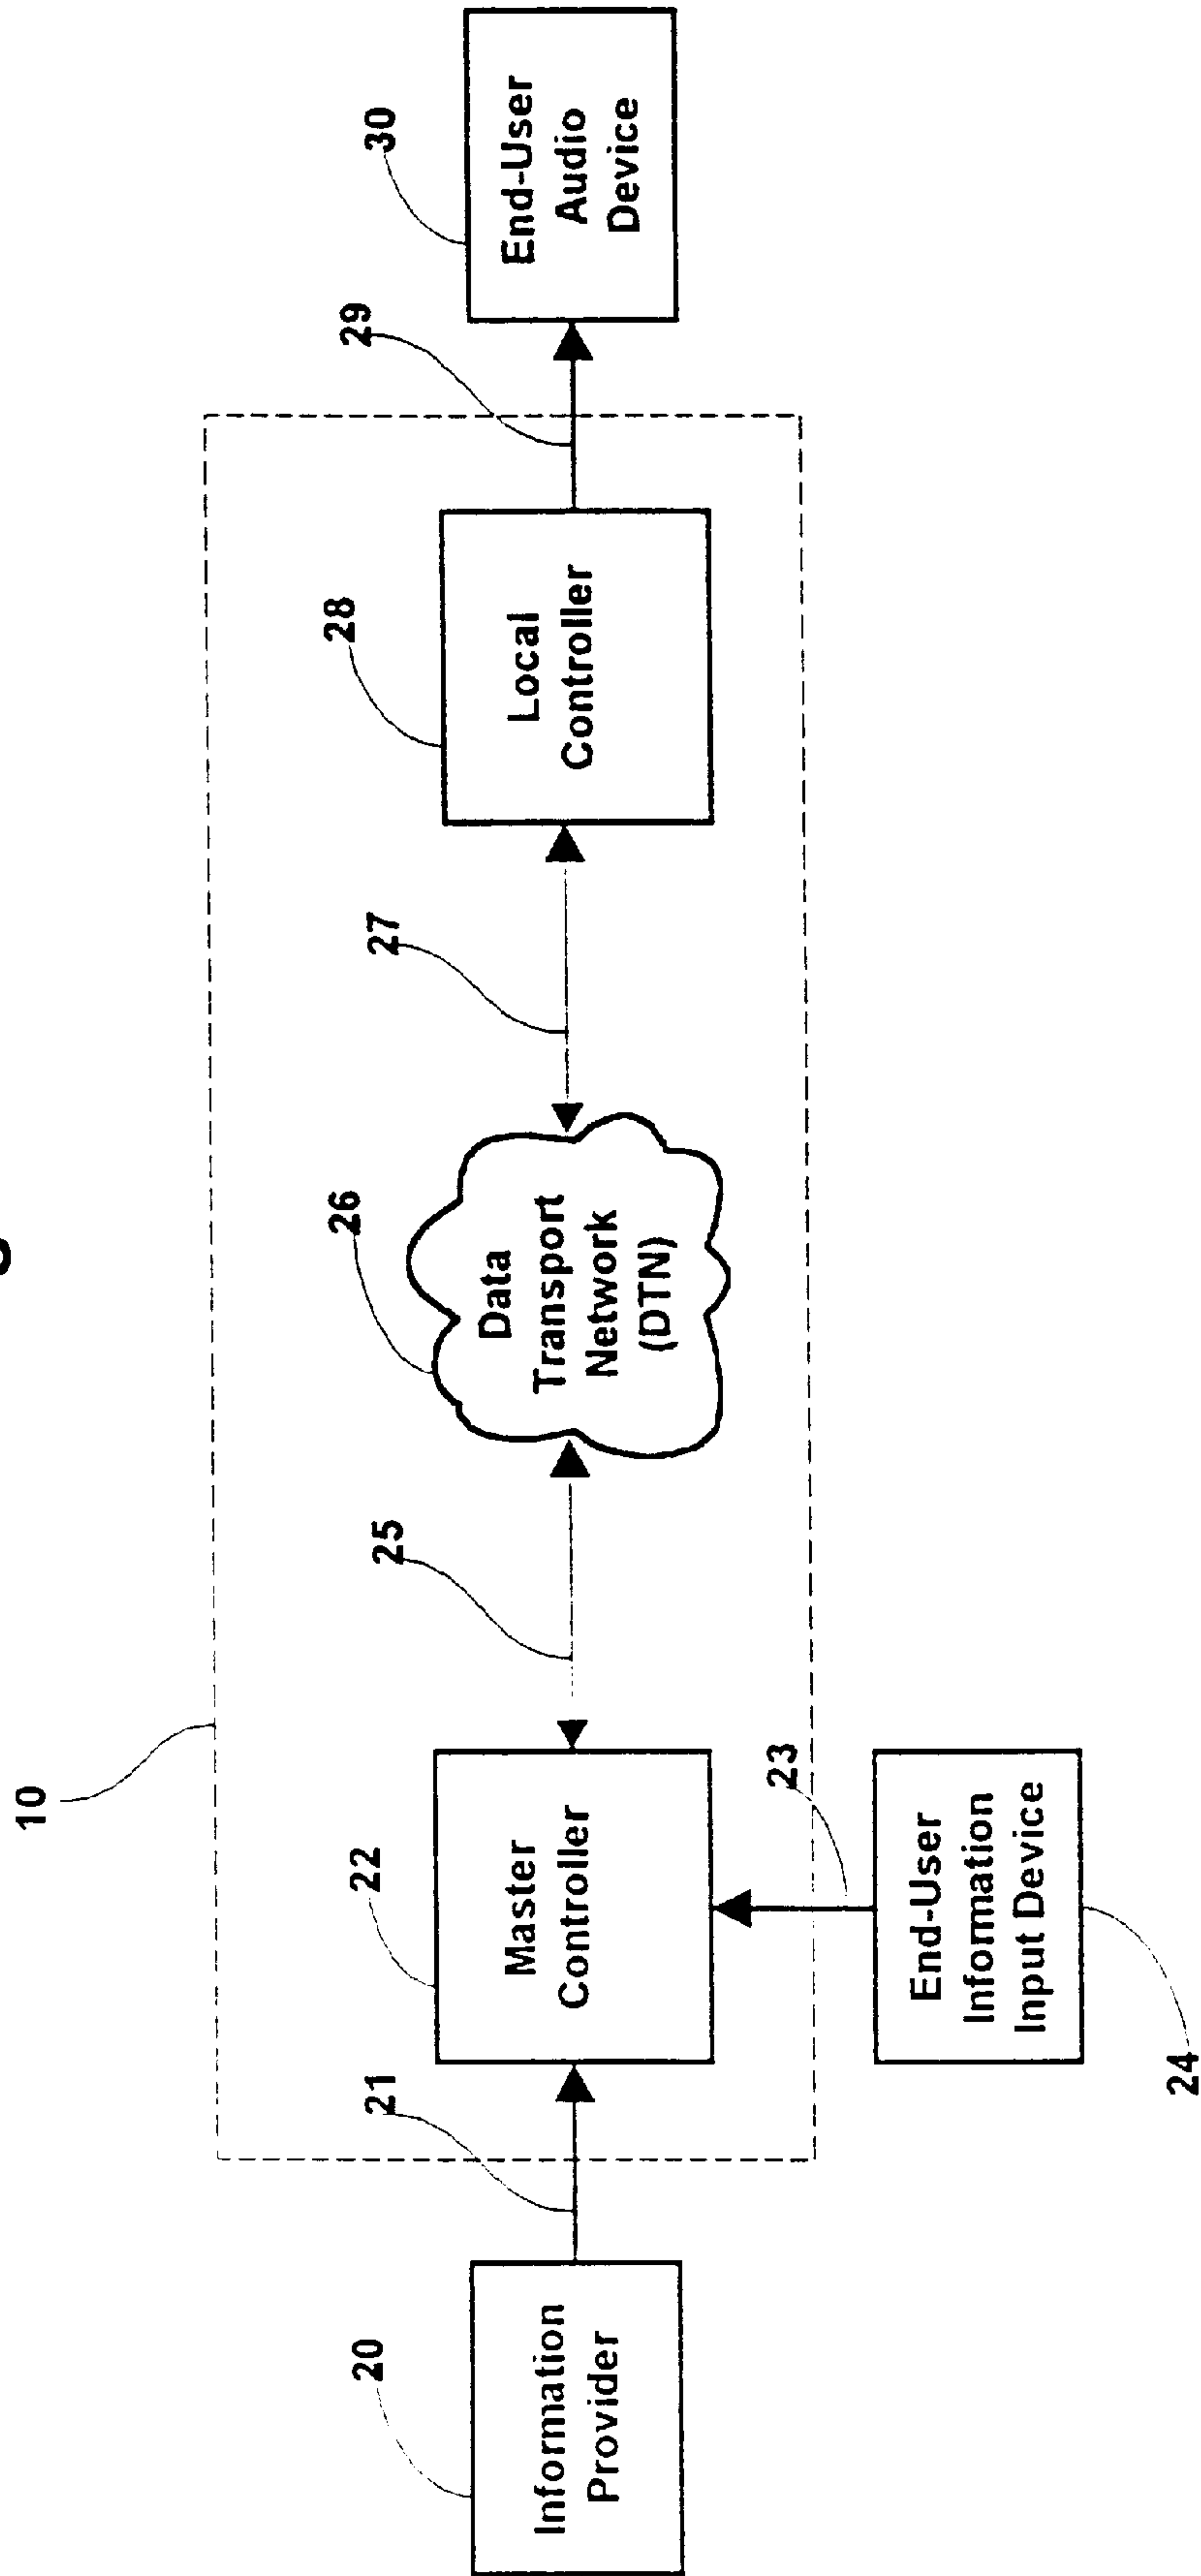 10
20
Information
Provider
21
22
Master
Controller
23
End-User
Information
Input Device
24
25
26
Data
Transport
Network
(DTN)
27
28
Local
Controller
29
30
End-User
Audio
Device